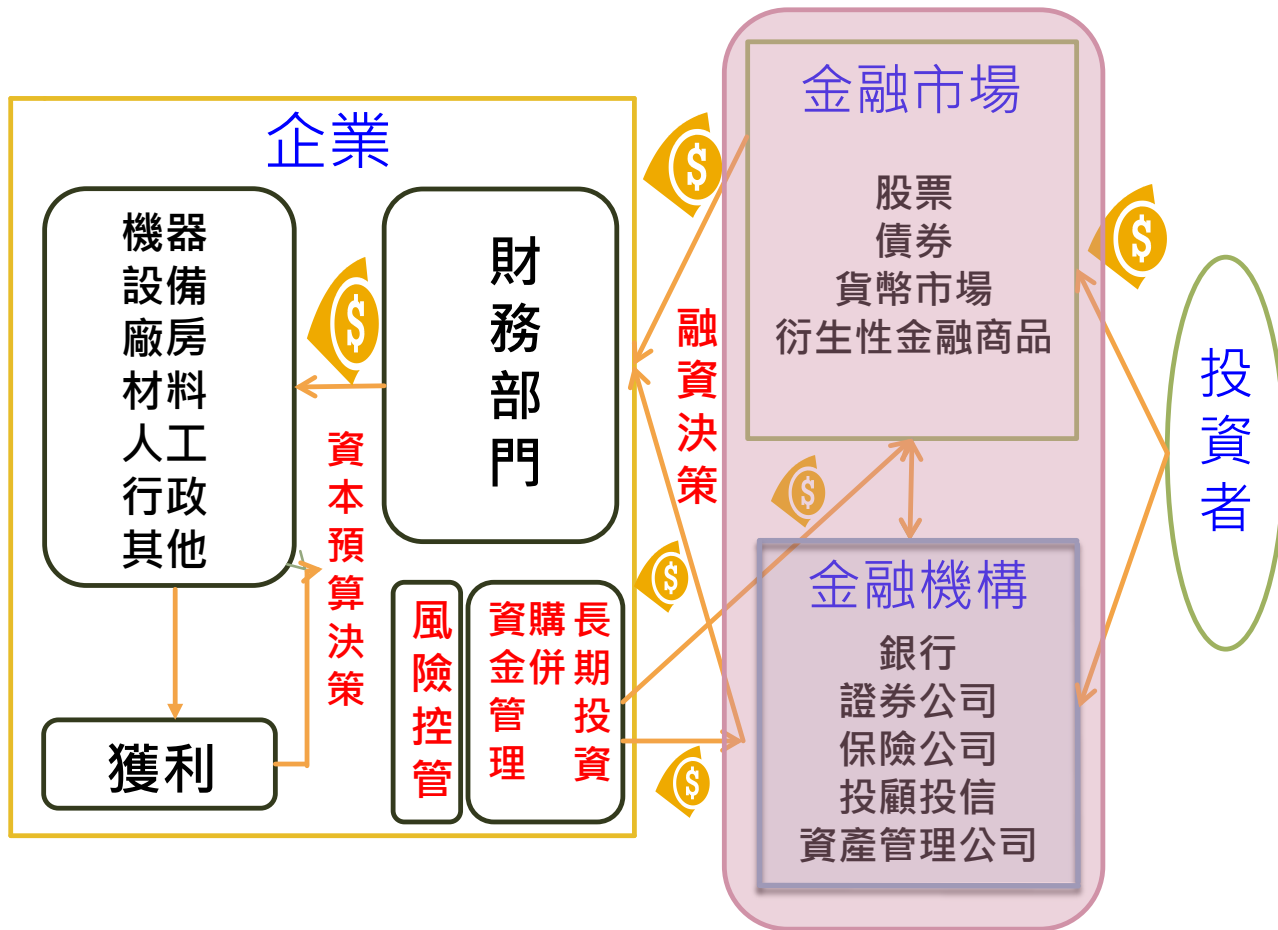 企業
機器
設備
廠房
材料
人工
行政
其他
財務部門
資本預算決策
獲利
風險控管
資金管理
購併
長期投資
融資決策
金融市場
股票
債券
貨幣市場
衍生性金融商品
金融機構
銀行
證券公司
保險公司
投顧投信
資產管理公司
投資者
$
$
$
$
$
$